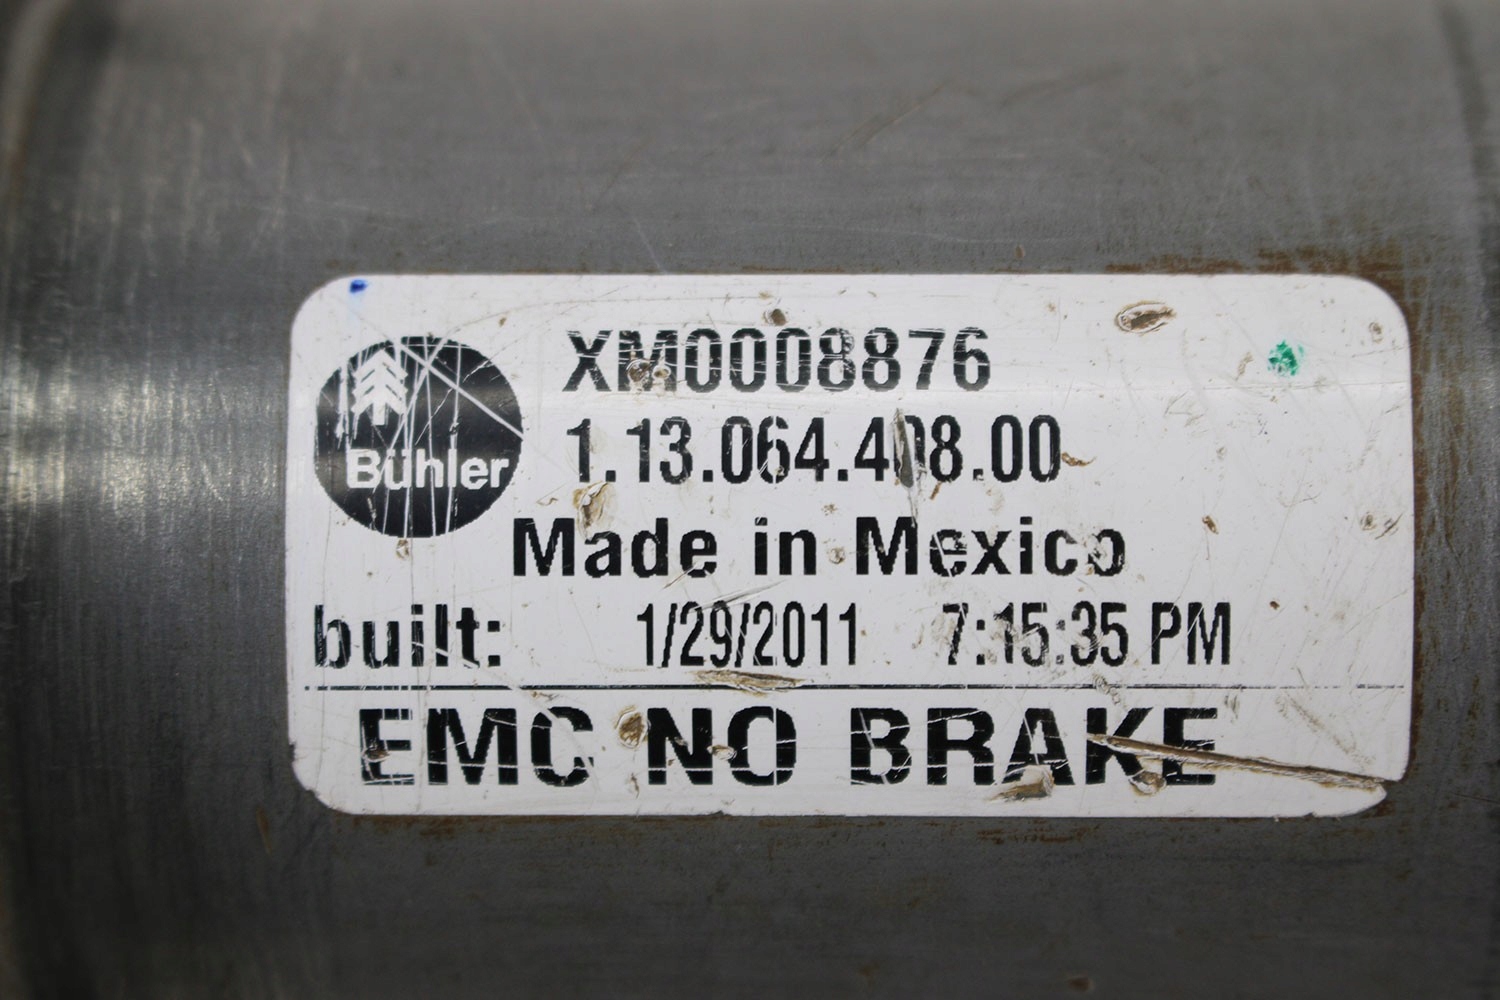 Bühler
XM0008876
1.13.064.408.00
Made in Mexico
built: 1/29/2011 7:15:35 PM
EMC NO BRAKE